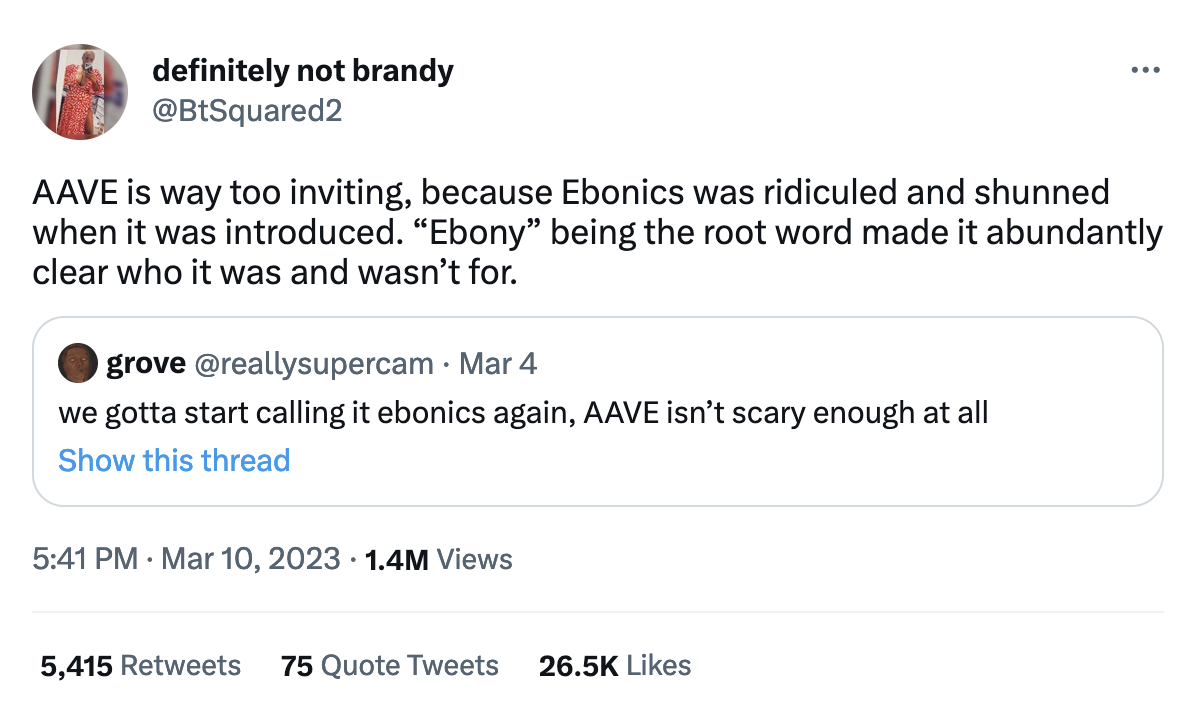 definitely not brandy
@BtSquared2
AAVE is way too inviting, because Ebonics was ridiculed and shunned
when it was introduced. “Ebony” being the root word made it abundantly
clear who it was and wasn’t for.
grove @reallysupercam · Mar 4
we gotta start calling it ebonics again, AAVE isn’t scary enough at all
Show this thread
5:41 PM · Mar 10, 2023 · 1.4M Views
5,415 Retweets 75 Quote Tweets 26.5K Likes